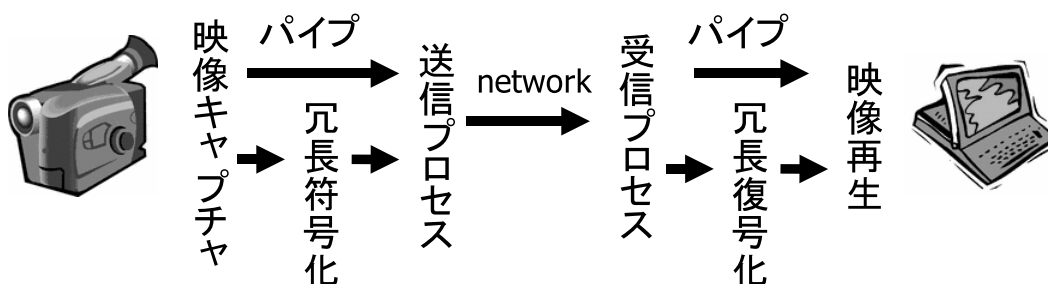 映像キャプチャ
パイプ
冗長符号化
送信プロセス
network
受信プロセス
パイプ
冗長復号化
映像再生